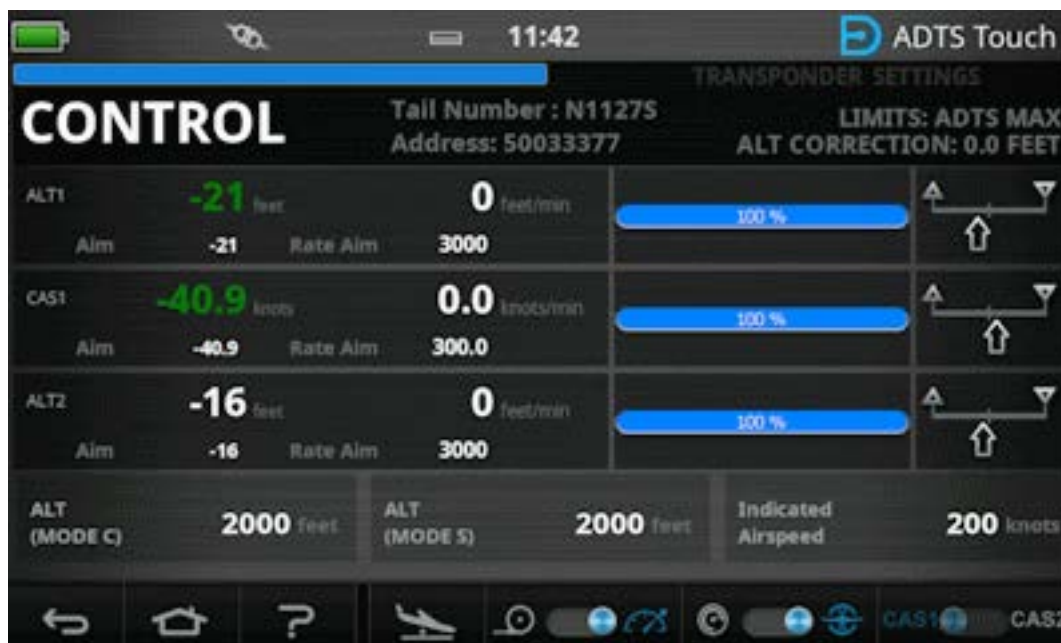 11:42 ADTS Touch
TRANSPONDER SETTINGS
CONTROL
Tail Number : N1127S
Address: 50033377
LIMITS: ADTS MAX
ALT CORRECTION: 0.0 FEET
ALT1 -21 feet 0 feet/min 100 %
Aim -21 Rate Aim 3000
CAS1 -40.9 knots 0.0 knots/min 100 %
Aim -40.9 Rate Aim 300.0
ALT2 -16 feet 0 feet/min 100 %
Aim -16 Rate Aim 3000
ALT
(MODE C) 2000 feet
ALT
(MODE S) 2000 feet
Indicated
Airspeed 200 knots
CAS1 CAS